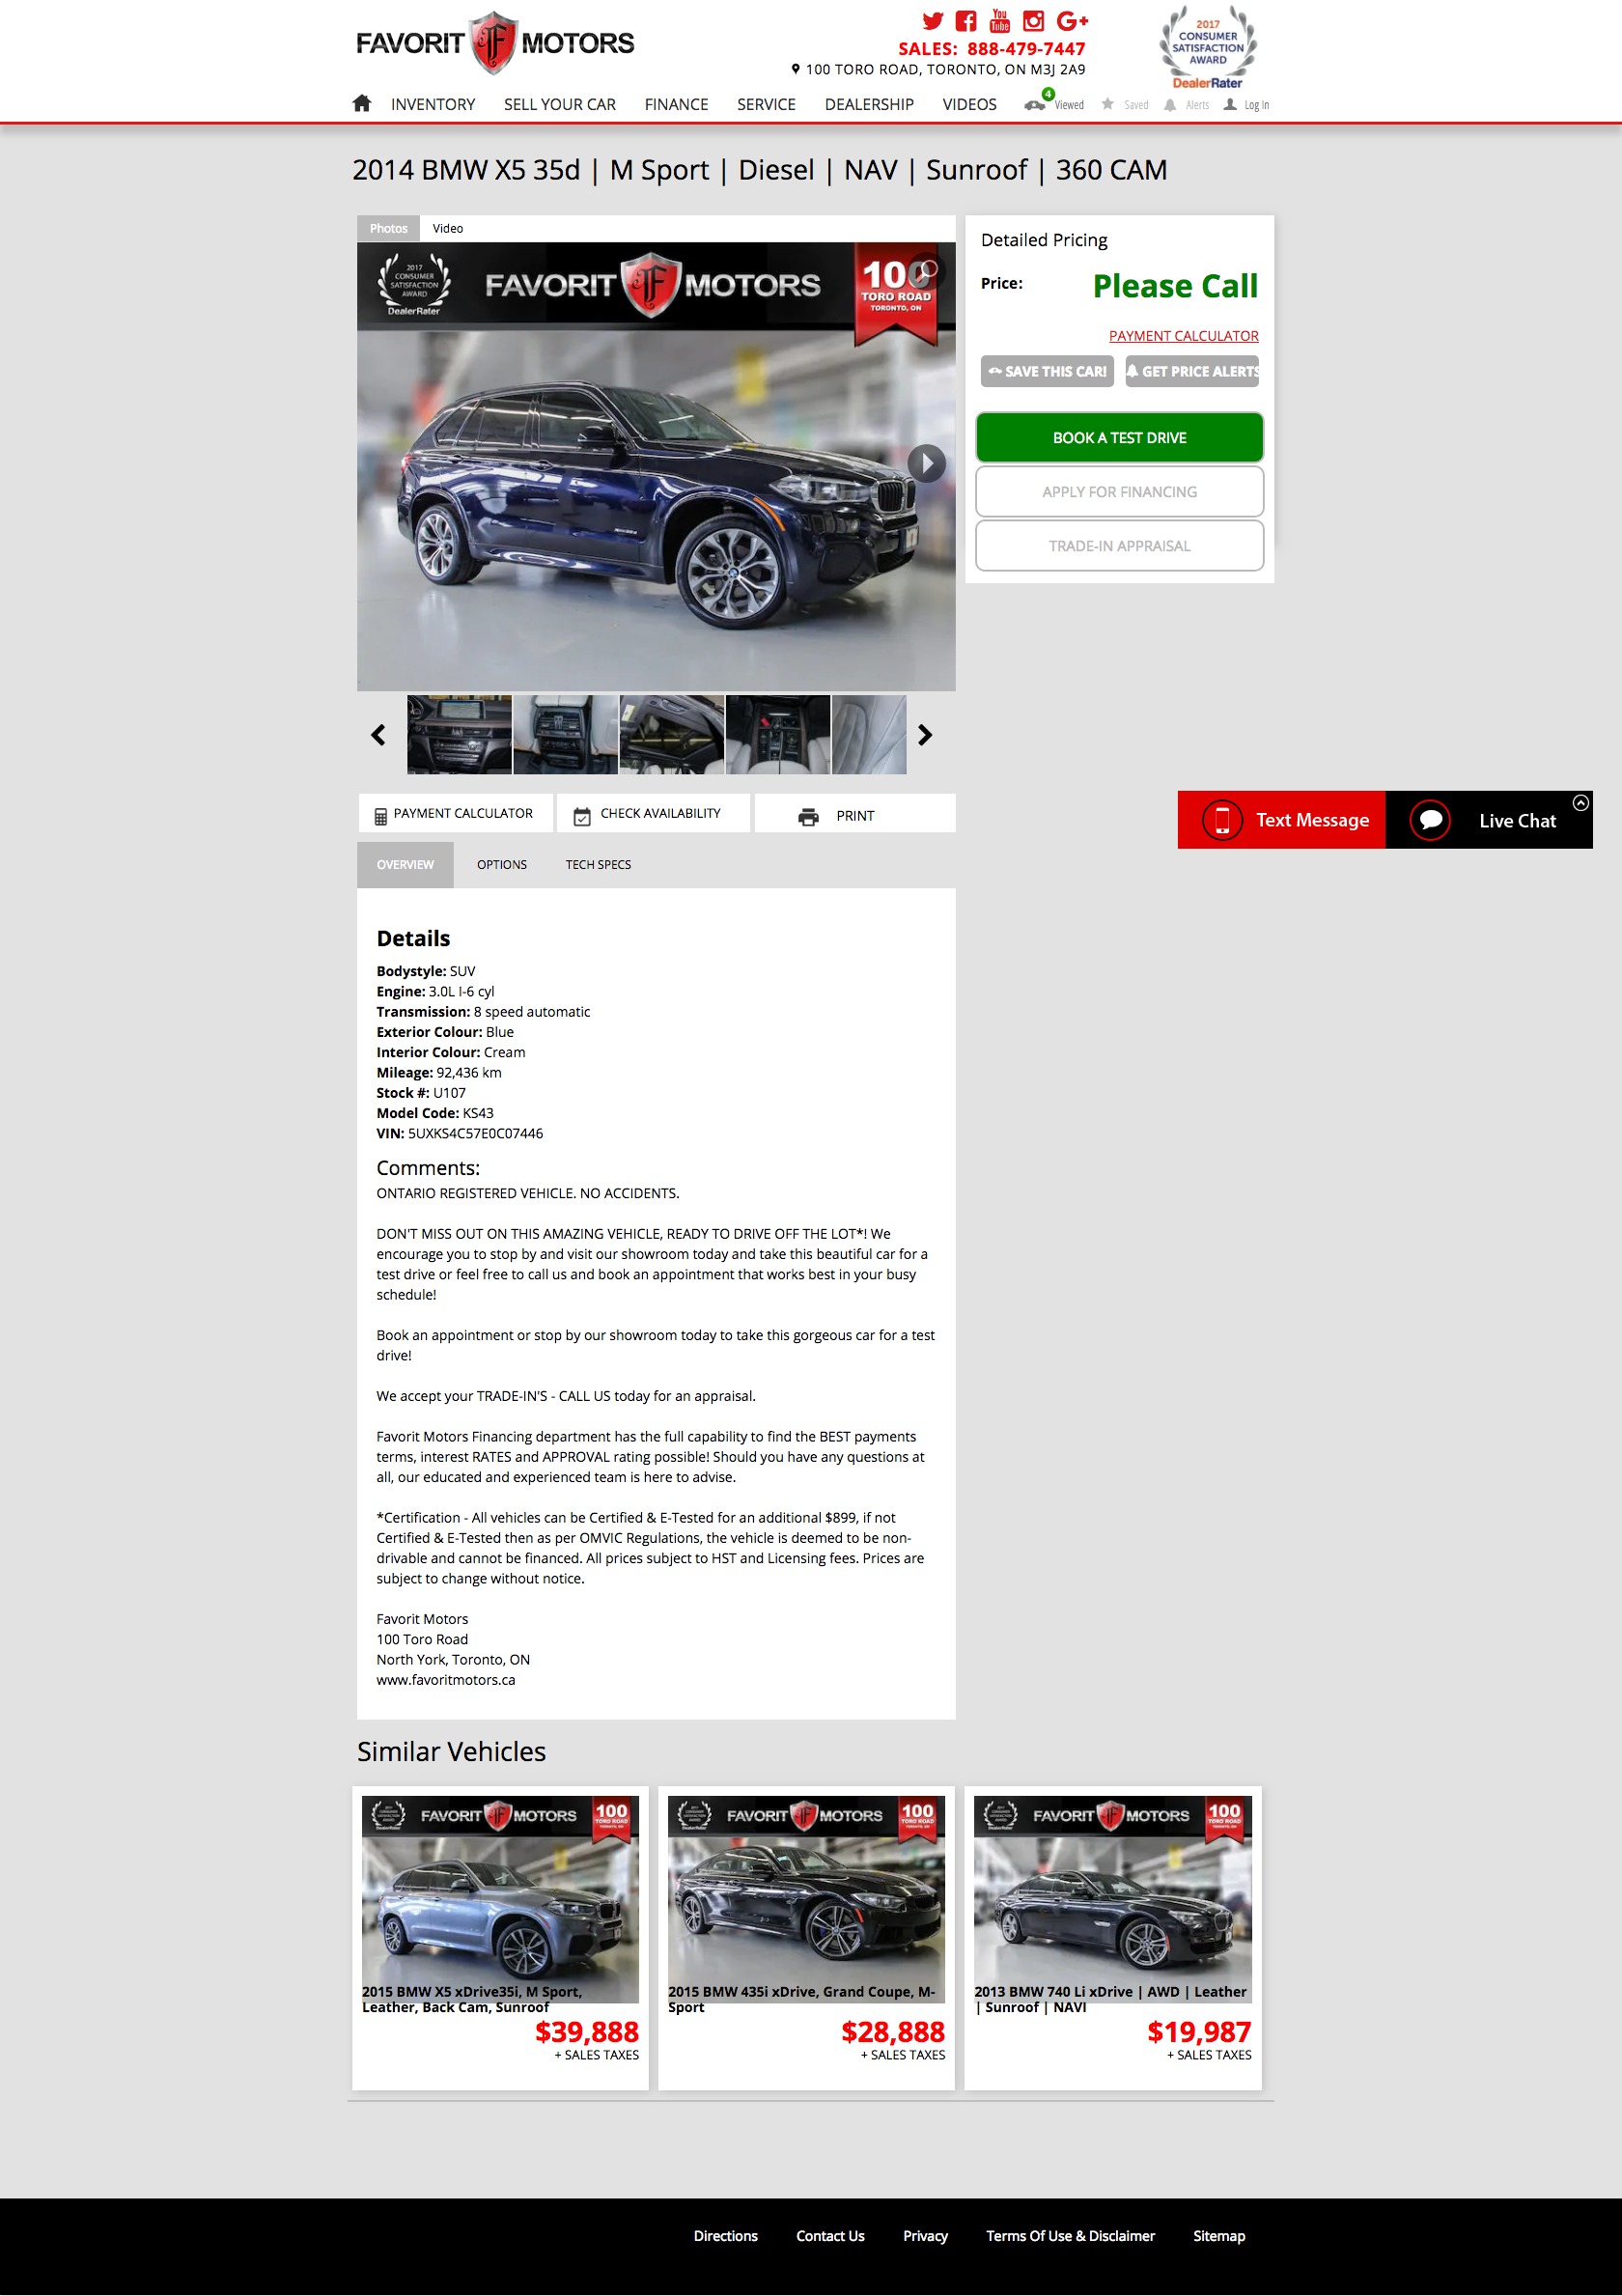 FAVORIT MOTORS
You
Tube
SALES: 888-479-7447
100 TORO ROAD, TORONTO, ON M3J 2A9
2017
CONSUMER
SATISFACTION
AWARD
DealerRater
INVENTORY SELL YOUR CAR FINANCE SERVICE DEALERSHIP VIDEOS 4 Viewed Saved Alerts Log In
2014 BMW X5 35d | M Sport | Diesel | NAV | Sunroof | 360 CAM
Photos Video
2017
CONSUMER
SATISFACTION
AWARD
DealerRater
FAVORIT MOTORS
100
TORO ROAD
TORONTO, ON
Detailed Pricing
Price: Please Call
PAYMENT CALCULATOR
SAVE THIS CAR! GET PRICE ALERTS
BOOK A TEST DRIVE
APPLY FOR FINANCING
TRADE-IN APPRAISAL
PAYMENT CALCULATOR CHECK AVAILABILITY PRINT
Text Message Live Chat
OVERVIEW OPTIONS TECH SPECS
Details
Bodystyle: SUV
Engine: 3.0L I-6 cyl
Transmission: 8 speed automatic
Exterior Colour: Blue
Interior Colour: Cream
Mileage: 92,436 km
Stock #: U107
Model Code: KS43
VIN: 5UXKS4C57E0C07446
Comments:
ONTARIO REGISTERED VEHICLE. NO ACCIDENTS.
DON'T MISS OUT ON THIS AMAZING VEHICLE, READY TO DRIVE OFF THE LOT*! We
encourage you to stop by and visit our showroom today and take this beautiful car for a
test drive or feel free to call us and book an appointment that works best in your busy
schedule!
Book an appointment or stop by our showroom today to take this gorgeous car for a test
drive!
We accept your TRADE-IN'S - CALL US today for an appraisal.
Favorit Motors Financing department has the full capability to find the BEST payments
terms, interest RATES and APPROVAL rating possible! Should you have any questions at
all, our educated and experienced team is here to advise.
*Certification - All vehicles can be Certified & E-Tested for an additional $899, if not
Certified & E-Tested then as per OMVIC Regulations, the vehicle is deemed to be non-
drivable and cannot be financed. All prices subject to HST and Licensing fees. Prices are
subject to change without notice.
Favorit Motors
100 Toro Road
North York, Toronto, ON
www.favoritmotors.ca
Similar Vehicles
FAVORIT MOTORS 100 TORO ROAD
2015 BMW X5 xDrive35i, M Sport,
Leather, Back Cam, Sunroof
$39,888
+ SALES TAXES
FAVORIT MOTORS 100 TORO ROAD
2015 BMW 435i xDrive, Grand Coupe, M-
Sport
$28,888
+ SALES TAXES
FAVORIT MOTORS 100 TORO ROAD
2013 BMW 740 Li xDrive | AWD | Leather
| Sunroof | NAVI
$19,987
+ SALES TAXES
Directions Contact Us Privacy Terms Of Use & Disclaimer Sitemap